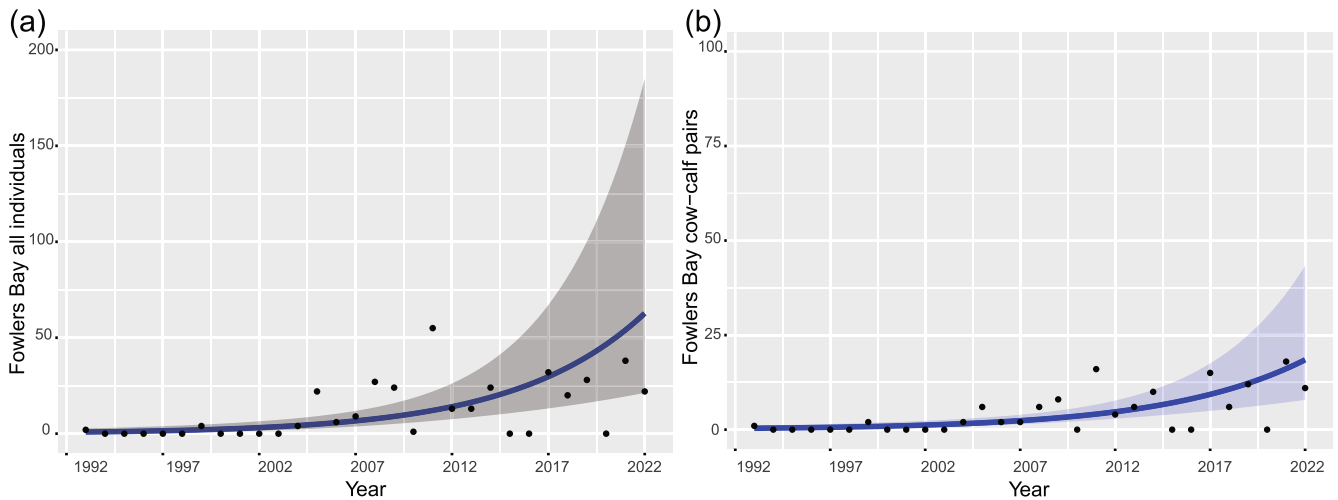 (a)
Fowlers Bay all individuals
200
150
100
50
0
1992 1997 2002 2007 2012 2017 2022
Year
(b)
Fowlers Bay cow−calf pairs
100
75
50
25
0
1992 1997 2002 2007 2012 2017 2022
Year